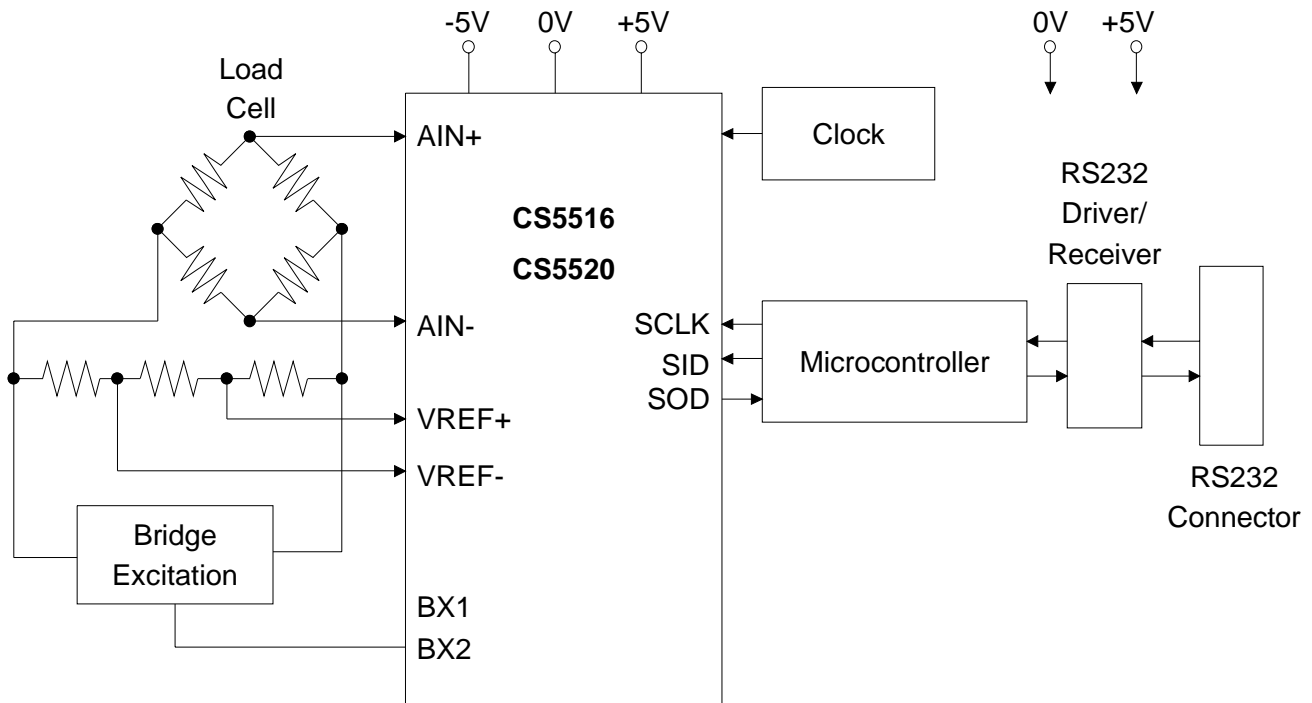 -5V
0V
+5V
0V
+5V
Load
Cell
AIN+
Clock
CS5516
CS5520
RS232
Driver/
Receiver
AIN-
SCLK
SID
SOD
Microcontroller
VREF+
VREF-
RS232
Connector
Bridge
Excitation
BX1
BX2